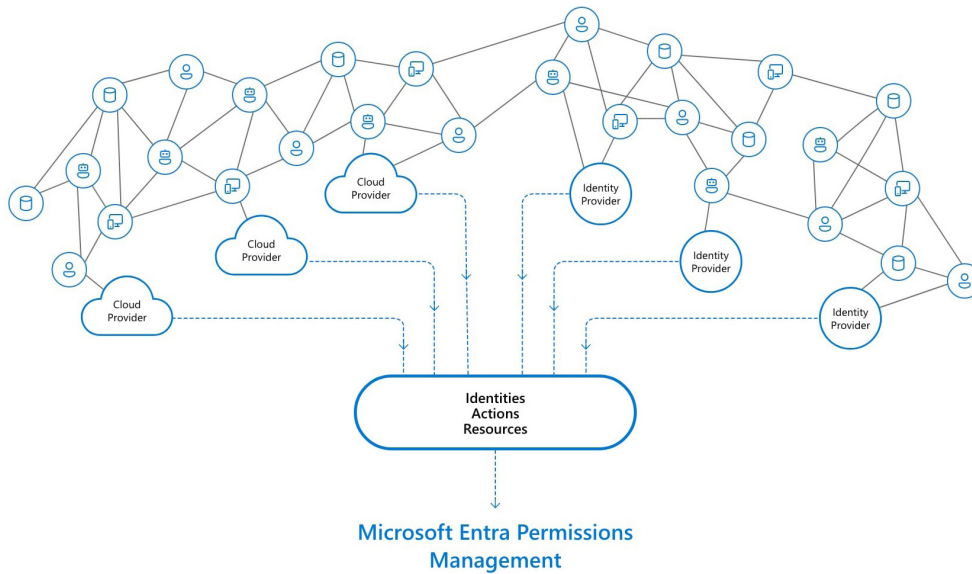 Cloud
Provider
Identity
Provider
Cloud
Provider
Identity
Provider
Cloud
Provider
Identity
Provider
Identities
Actions
Resources
Microsoft Entra Permissions
Management